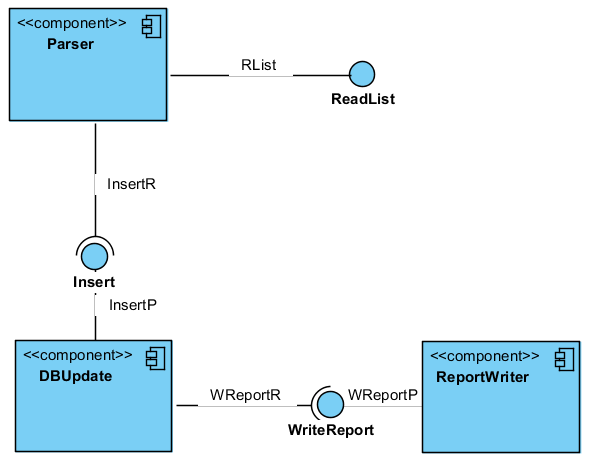 <<component>>
Parser
RList
ReadList
InsertR
Insert
InsertP
<<component>>
DBUpdate
WReportR
WriteReport
WReportP
<<component>>
ReportWriter